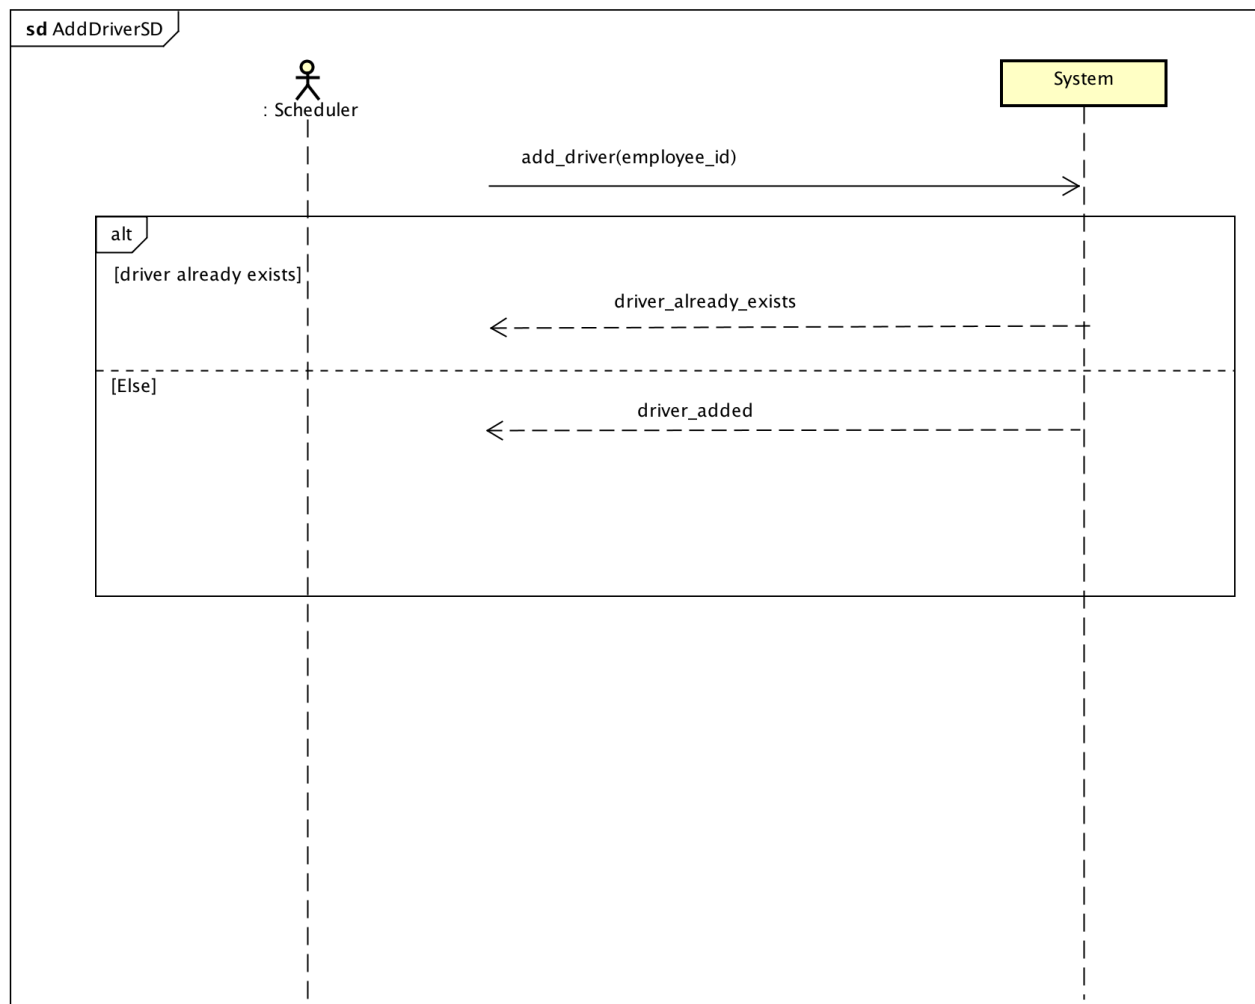 sd AddDriverSD
: Scheduler
System
add_driver(employee_id)
alt
[driver already exists]
driver_already_exists
[Else]
driver_added